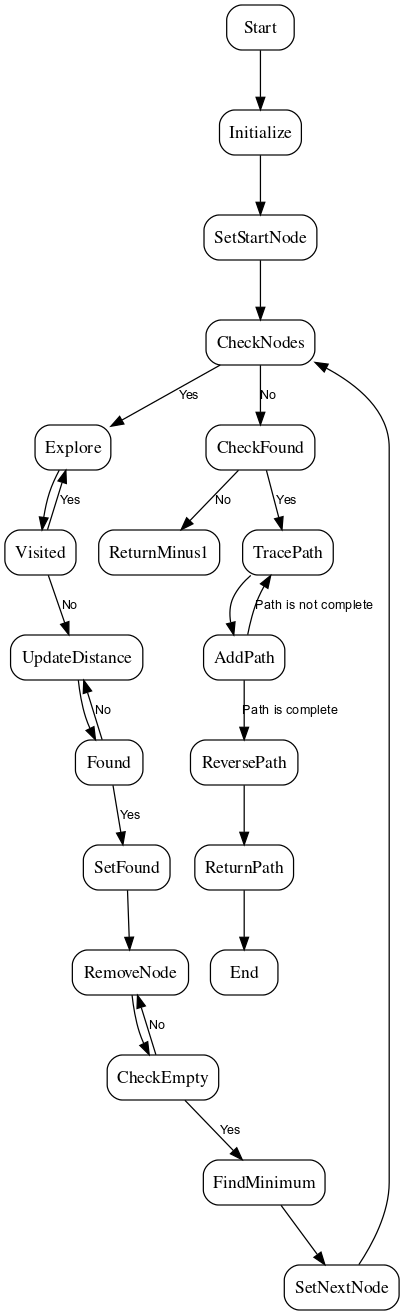 Start
Initialize
SetStartNode
CheckNodes
Yes
No
Explore
CheckFound
Yes
No
Yes
Visited
ReturnMinus1
TracePath
No
Path is not complete
UpdateDistance
AddPath
No
Path is complete
Found
ReversePath
Yes
SetFound
ReturnPath
RemoveNode
End
No
CheckEmpty
Yes
FindMinimum
SetNextNode